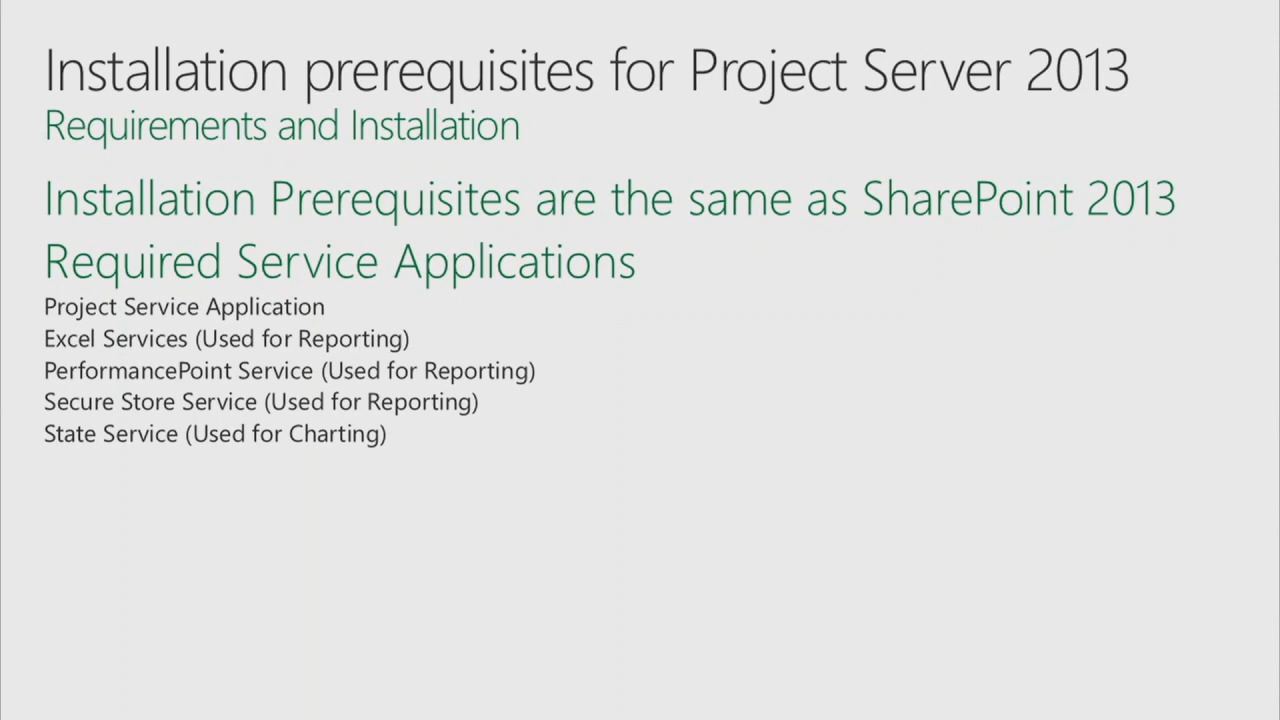 Installation prerequisites for Project Server 2013
Requirements and Installation
Installation Prerequisites are the same as SharePoint 2013
Required Service Applications
Project Service Application
Excel Services (Used for Reporting)
PerformancePoint Service (Used for Reporting)
Secure Store Service (Used for Reporting)
State Service (Used for Charting)